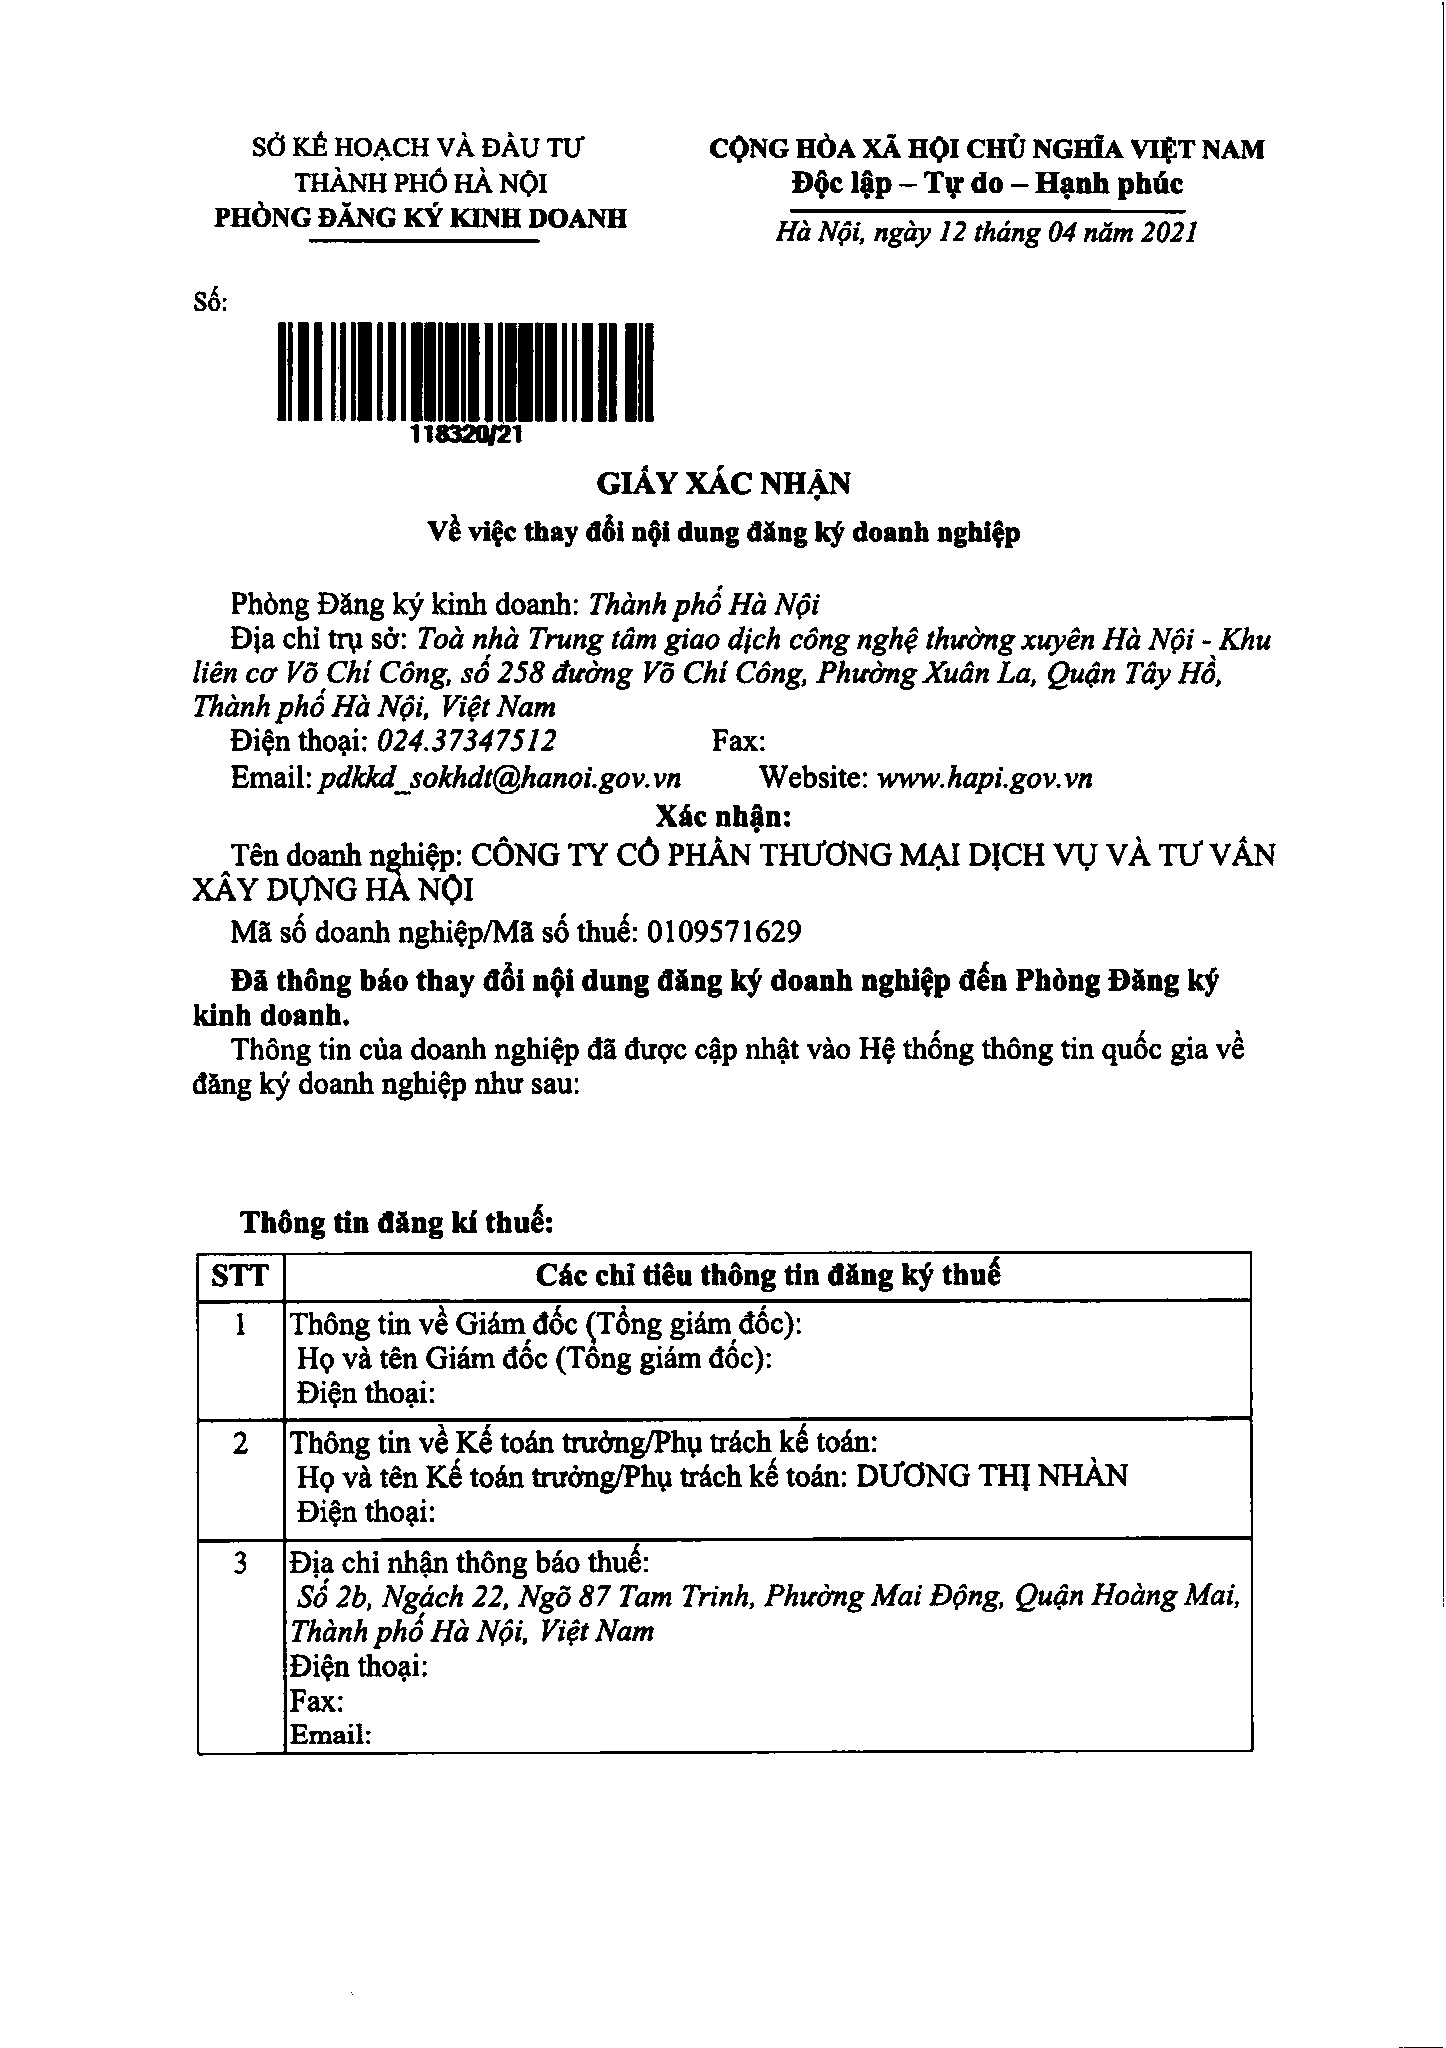 SỞ KẾ HOẠCH VÀ ĐẦU TƯ
THÀNH PHỐ HÀ NỘI
PHÒNG ĐĂNG KÝ KINH DOANH
CỘNG HÒA XÃ HỘI CHỦ NGHĨA VIỆT NAM
Độc lập – Tự do – Hạnh phúc
Hà Nội, ngày 12 tháng 04 năm 2021
Số:
118320/21
GIẤY XÁC NHẬN
Về việc thay đổi nội dung đăng ký doanh nghiệp
Phòng Đăng ký kinh doanh: Thành phố Hà Nội
Địa chỉ trụ sở: Toà nhà Trung tâm giao dịch công nghệ thường xuyên Hà Nội - Khu
liên cơ Võ Chí Công, số 258 đường Võ Chí Công, Phường Xuân La, Quận Tây Hồ,
Thành phố Hà Nội, Việt Nam
Điện thoại: 024.37347512 Fax:
Email: pdkkd_sokhdt@hanoi.gov.vn Website: www.hapi.gov.vn
Xác nhận:
Tên doanh nghiệp: CÔNG TY CỔ PHẦN THƯƠNG MẠI DỊCH VỤ VÀ TƯ VẤN
XÂY DỰNG HÀ NỘI
Mã số doanh nghiệp/Mã số thuế: 0109571629
Đã thông báo thay đổi nội dung đăng ký doanh nghiệp đến Phòng Đăng ký
kinh doanh.
Thông tin của doanh nghiệp đã được cập nhật vào Hệ thống thông tin quốc gia về
đăng ký doanh nghiệp như sau:
Thông tin đăng kí thuế:
STT Các chỉ tiêu thông tin đăng ký thuế
1 Thông tin về Giám đốc (Tổng giám đốc):
Họ và tên Giám đốc (Tổng giám đốc):
Điện thoại:
2 Thông tin về Kế toán trưởng/Phụ trách kế toán:
Họ và tên Kế toán trưởng/Phụ trách kế toán: DƯƠNG THỊ NHÀN
Điện thoại:
3 Địa chỉ nhận thông báo thuế:
Số 2b, Ngách 22, Ngõ 87 Tam Trinh, Phường Mai Động, Quận Hoàng Mai,
Thành phố Hà Nội, Việt Nam
Điện thoại:
Fax:
Email: